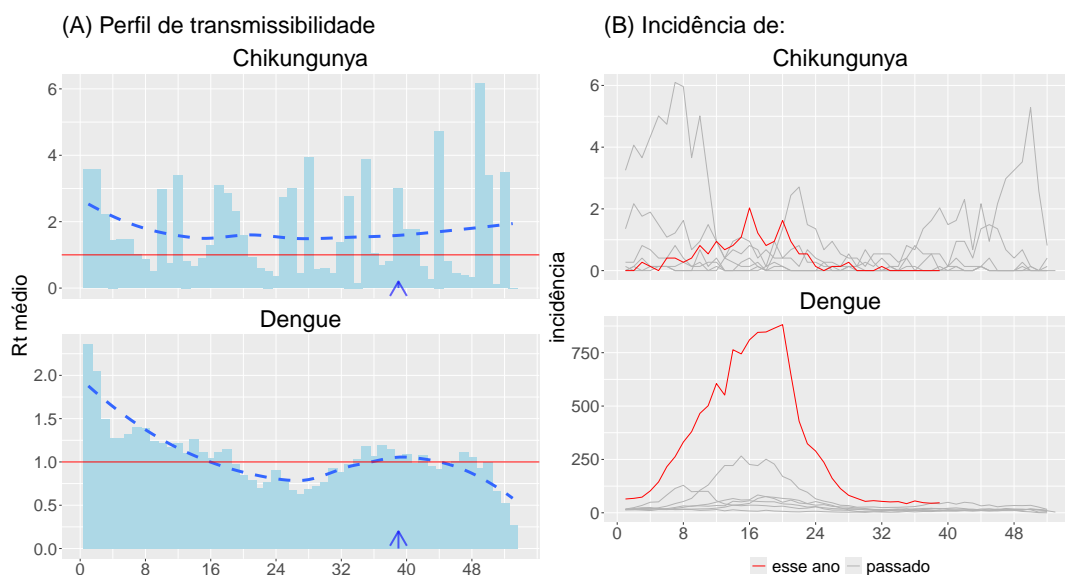 (A) Perfil de transmissibilidade
Chikungunya
6
4
2
0
Dengue
2.0
1.5
1.0
0.5
0.0
0 8 16 24 32 40 48
Rt médio
(B) Incidência de:
Chikungunya
6
4
2
0
Dengue
750
500
250
0
0 8 16 24 32 40 48
incidência
esse ano passado